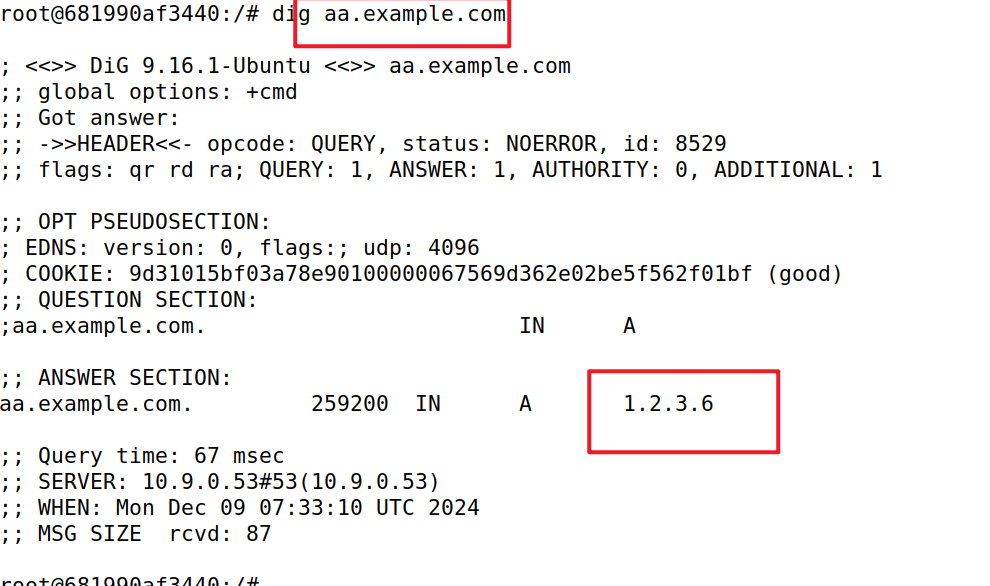 root@681990af3440:/# dig aa.example.com

; <<>> DiG 9.16.1-Ubuntu <<>> aa.example.com
;; global options: +cmd
;; Got answer:
;; ->>HEADER<<- opcode: QUERY, status: NOERROR, id: 8529
;; flags: qr rd ra; QUERY: 1, ANSWER: 1, AUTHORITY: 0, ADDITIONAL: 1

;; OPT PSEUDOSECTION:
; EDNS: version: 0, flags:; udp: 4096
; COOKIE: 9d31015bf03a78e90100000067569d362e02be5f562f01bf (good)
;; QUESTION SECTION:
;aa.example.com. IN A

;; ANSWER SECTION:
aa.example.com. 259200 IN A 1.2.3.6

;; Query time: 67 msec
;; SERVER: 10.9.0.53#53(10.9.0.53)
;; WHEN: Mon Dec 09 07:33:10 UTC 2024
;; MSG SIZE rcvd: 87

root@681990af3440:/#